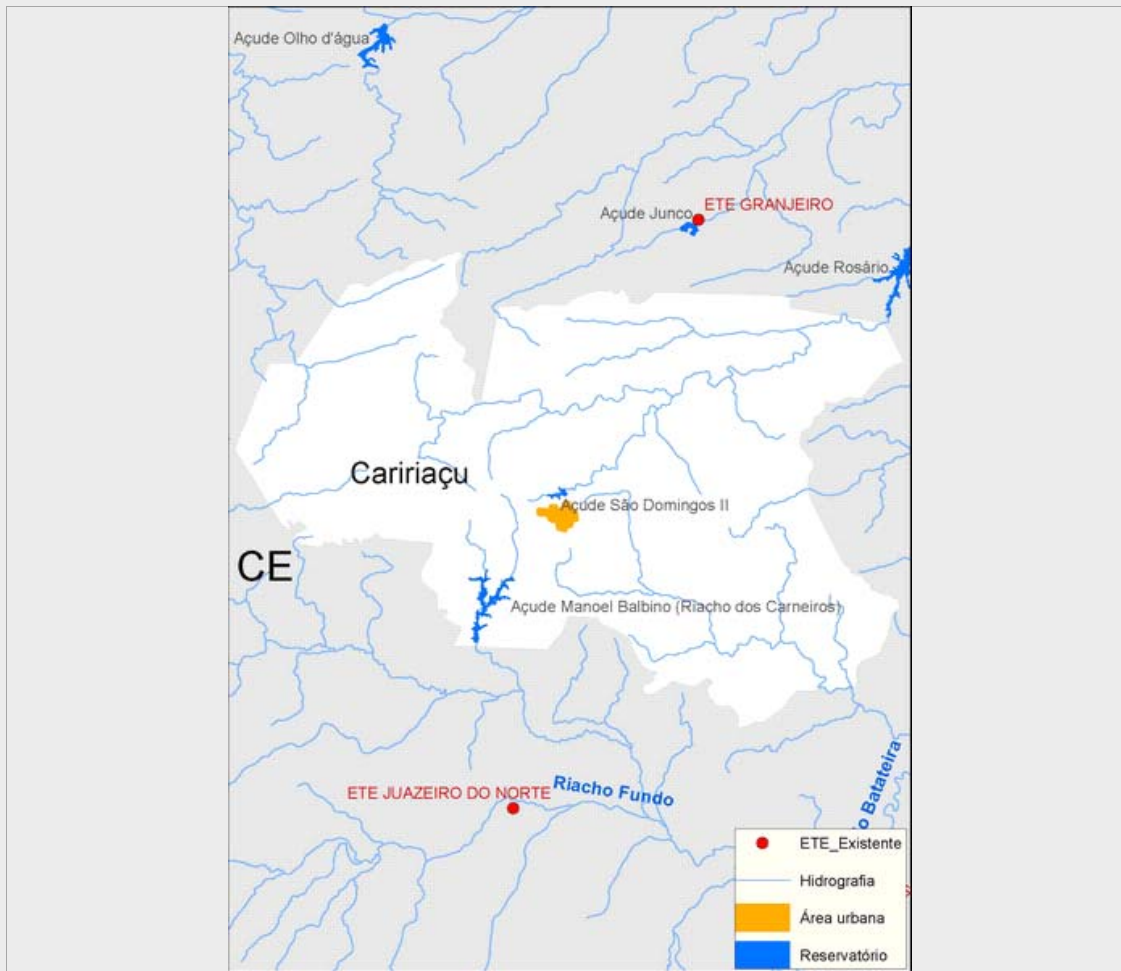 Açude Olho d'água
ETE GRANJEIRO
Açude Junco
Açude Rosário
Caririaçu
Açude São Domingos II
CE
Açude Manoel Balbino (Riacho dos Carneiros)
ETE JUAZEIRO DO NORTE
Riacho Fundo
o Batateira
ETE_Existente
Hidrografia
Área urbana
Reservatório